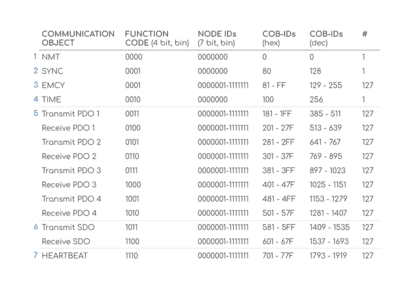 COMMUNICATION OBJECT FUNCTION CODE (4 bit, bin) NODE IDs (7 bit, bin) COB-IDs (hex) COB-IDs (dec) #
1 NMT 0000 0000000 0 0 1
2 SYNC 0001 0000000 80 128 1
3 EMCY 0001 0000001-1111111 81 - FF 129 - 255 127
4 TIME 0010 0000000 100 256 1
5 Transmit PDO 1 0011 0000001-1111111 181 - 1FF 385 - 511 127
Receive PDO 1 0100 0000001-1111111 201 - 27F 513 - 639 127
Transmit PDO 2 0101 0000001-1111111 281 - 2FF 641 - 767 127
Receive PDO 2 0110 0000001-1111111 301 - 37F 769 - 895 127
Transmit PDO 3 0111 0000001-1111111 381 - 3FF 897 - 1023 127
Receive PDO 3 1000 0000001-1111111 401 - 47F 1025 - 1151 127
Transmit PDO 4 1001 0000001-1111111 481 - 4FF 1153 - 1279 127
Receive PDO 4 1010 0000001-1111111 501 - 57F 1281 - 1407 127
6 Transmit SDO 1011 0000001-1111111 581 - 5FF 1409 - 1535 127
Receive SDO 1100 0000001-1111111 601 - 67F 1537 - 1693 127
7 HEARTBEAT 1110 0000001-1111111 701 - 77F 1793 - 1919 127